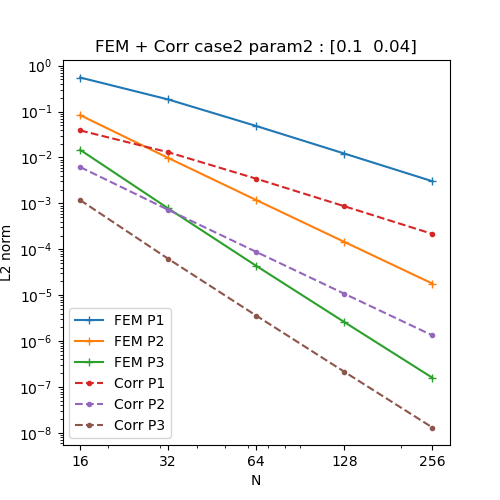 FEM + Corr case2 param2 : [0.1  0.04]
10^0
10^-1
10^-2
10^-3
10^-4
10^-5
10^-6
10^-7
10^-8
L2 norm
FEM P1
FEM P2
FEM P3
Corr P1
Corr P2
Corr P3
16 32 64 128 256
N